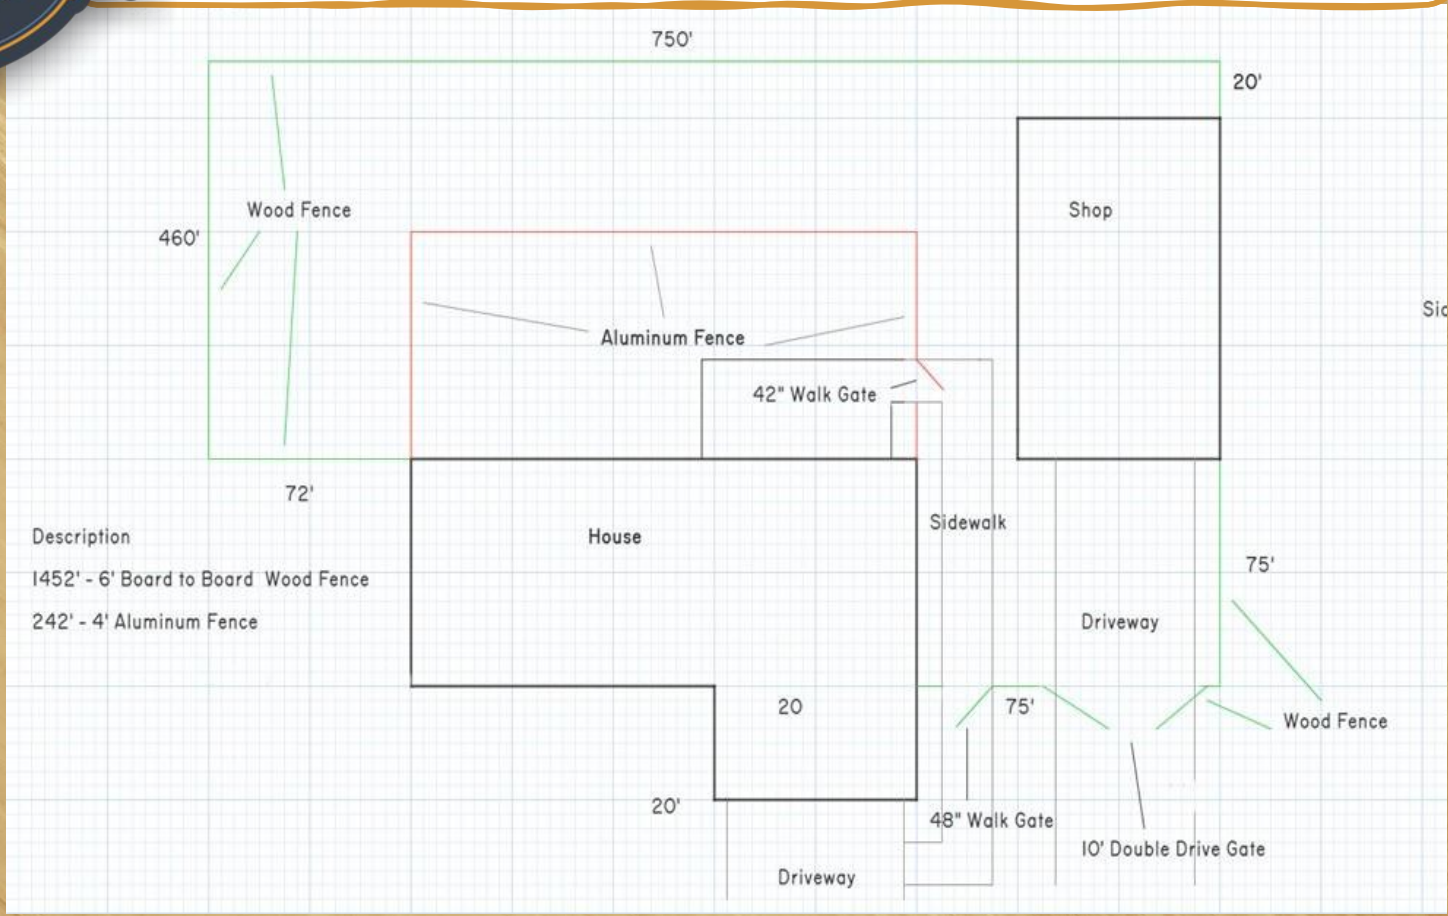 750'
20'
Wood Fence
Shop
460'
Aluminum Fence
42" Walk Gate
72'
Sidewalk
Description
House
75'
1452' - 6' Board to Board Wood Fence
242' - 4' Aluminum Fence
Driveway
20
75'
Wood Fence
20'
48" Walk Gate
10' Double Drive Gate
Driveway